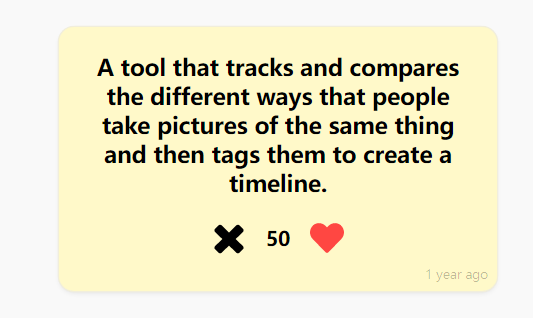 A tool that tracks and compares
the different ways that people
take pictures of the same thing
and then tags them to create a
timeline.
50
1 year ago